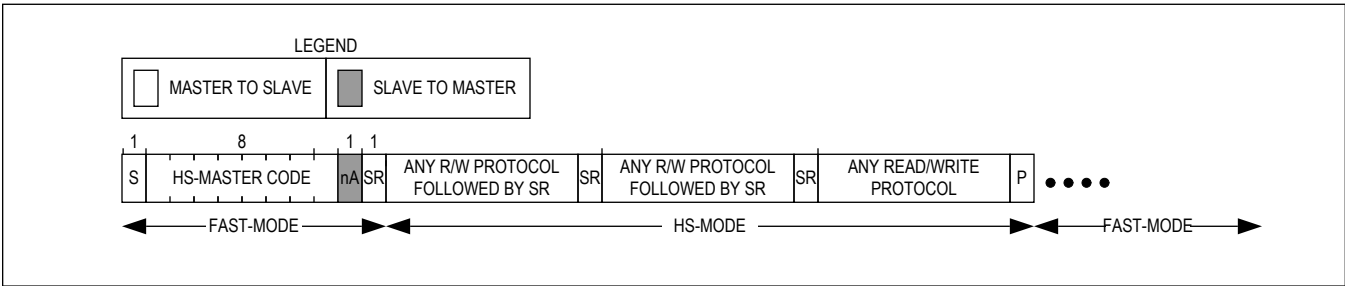 LEGEND
MASTER TO SLAVE
SLAVE TO MASTER
1 8 1 1
S HS-MASTER CODE nA SR ANY R/W PROTOCOL
FOLLOWED BY SR SR ANY R/W PROTOCOL
FOLLOWED BY SR SR ANY READ/WRITE
PROTOCOL P
FAST-MODE HS-MODE FAST-MODE